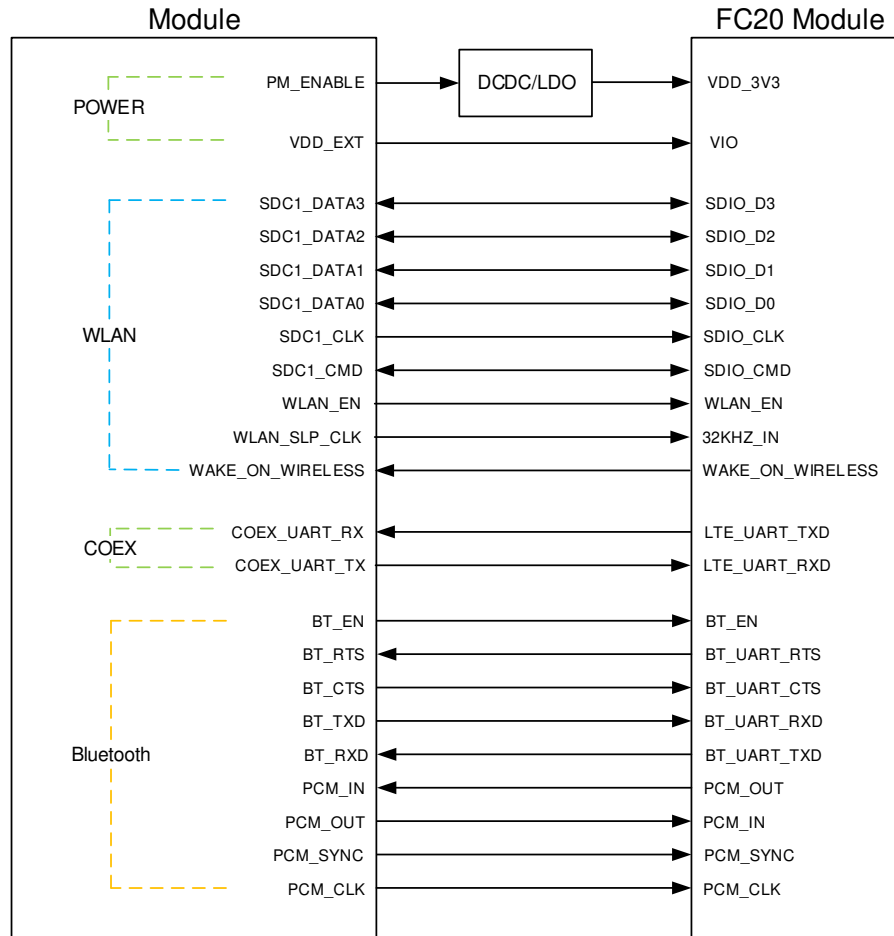 Module FC20 Module
PM_ENABLE DCDC/LDO VDD_3V3
POWER
VDD_EXT VIO
SDC1_DATA3 SDIO_D3
SDC1_DATA2 SDIO_D2
SDC1_DATA1 SDIO_D1
SDC1_DATA0 SDIO_D0
WLAN SDC1_CLK SDIO_CLK
SDC1_CMD SDIO_CMD
WLAN_EN WLAN_EN
WLAN_SLP_CLK 32KHZ_IN
WAKE_ON_WIRELESS WAKE_ON_WIRELESS
COEX_UART_RX LTE_UART_TXD
COEX
COEX_UART_TX LTE_UART_RXD
BT_EN BT_EN
BT_RTS BT_UART_RTS
BT_CTS BT_UART_CTS
BT_TXD BT_UART_RXD
Bluetooth BT_RXD BT_UART_TXD
PCM_IN PCM_OUT
PCM_OUT PCM_IN
PCM_SYNC PCM_SYNC
PCM_CLK PCM_CLK